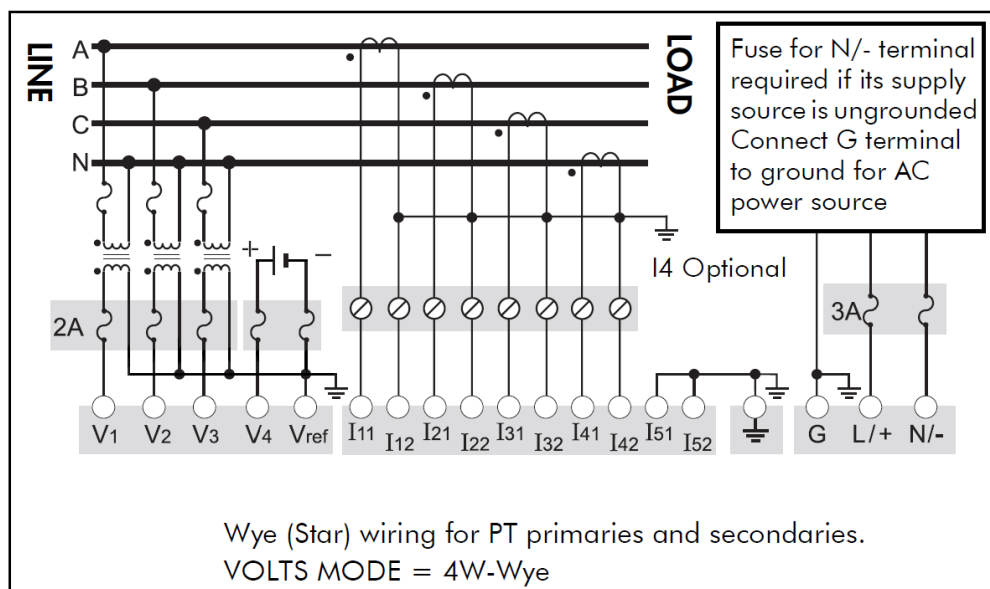 LINE
A
B
C
N
LOAD
Fuse for N/- terminal
required if its supply
source is ungrounded
Connect G terminal
to ground for AC
power source
+
−
I4 Optional
2A
3A
V1
V2
V3
V4
Vref
I11
I12
I21
I22
I31
I32
I41
I42
I51
I52
G
L/+
N/-
Wye (Star) wiring for PT primaries and secondaries.
VOLTS MODE = 4W-Wye